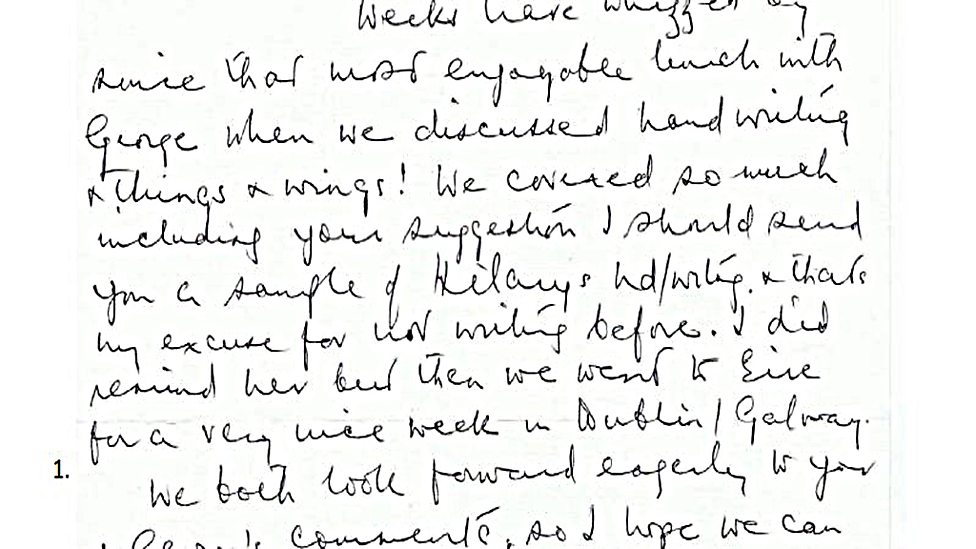 Weeks have whizzed by
since that most enjoyable lunch with
George when we discussed handwriting
& things & wings! We covered so much
including your suggestion I should send
you a sample of Hilary's hd/writig. & that's
my excuse for not writing before. I did
remind her but then we went to Eire
for a very nice week in Dublin/Galway.
1.
We both look forward eagerly to your
& George's comments, so I hope we can